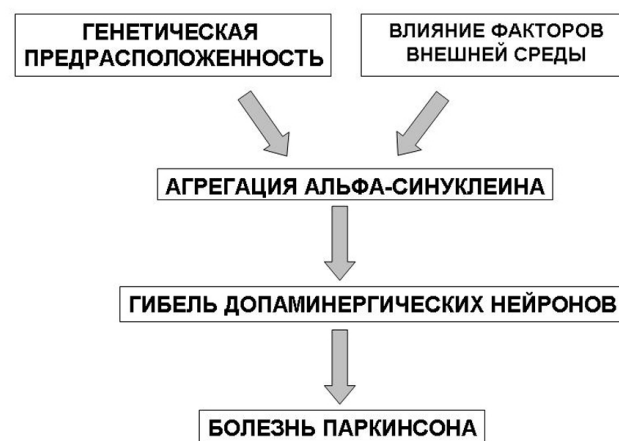 ГЕНЕТИЧЕСКАЯ
ПРЕДРАСПОЛОЖЕННОСТЬ
ВЛИЯНИЕ ФАКТОРОВ
ВНЕШНЕЙ СРЕДЫ
АГРЕГАЦИЯ АЛЬФА-СИНУКЛЕИНА
ГИБЕЛЬ ДОПАМИНЕРГИЧЕСКИХ НЕЙРОНОВ
БОЛЕЗНЬ ПАРКИНСОНА